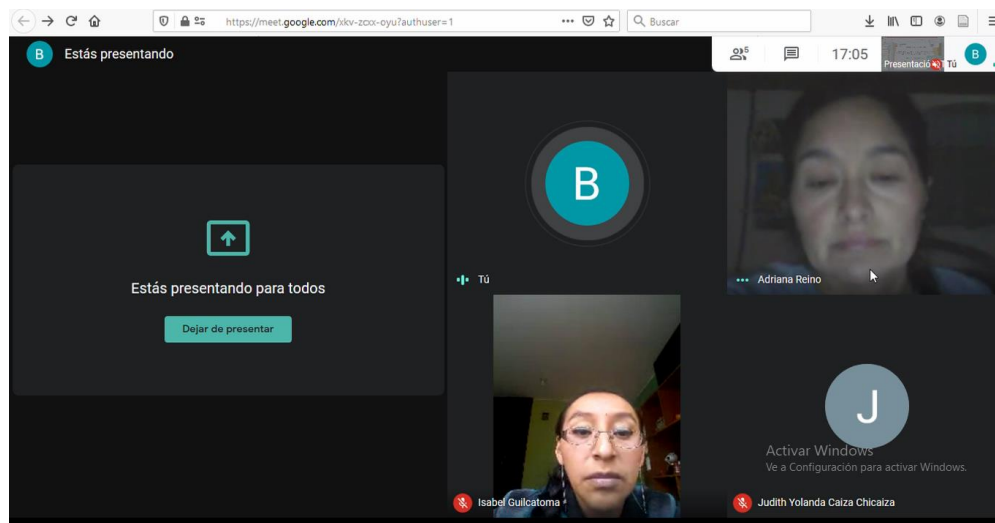 https://meet.google.com/xkv-zcxx-oyu?authuser=1
Buscar
B Estás presentando
5
17:05
Presentació
Tú
B
Estás presentando para todos
Dejar de presentar
B
Tú
Adriana Reino
Isabel Guilcatoma
J
Activar Windows
Ve a Configuración para activar Windows.
Judith Yolanda Caiza Chicaiza